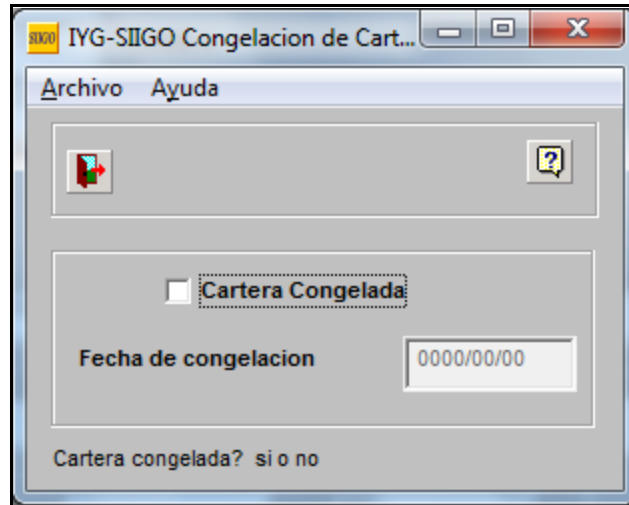 SIIGO IYG-SIIGO Congelacion de Cart...
Archivo Ayuda
?
Cartera Congelada
Fecha de congelacion 0000/00/00
Cartera congelada? si o no